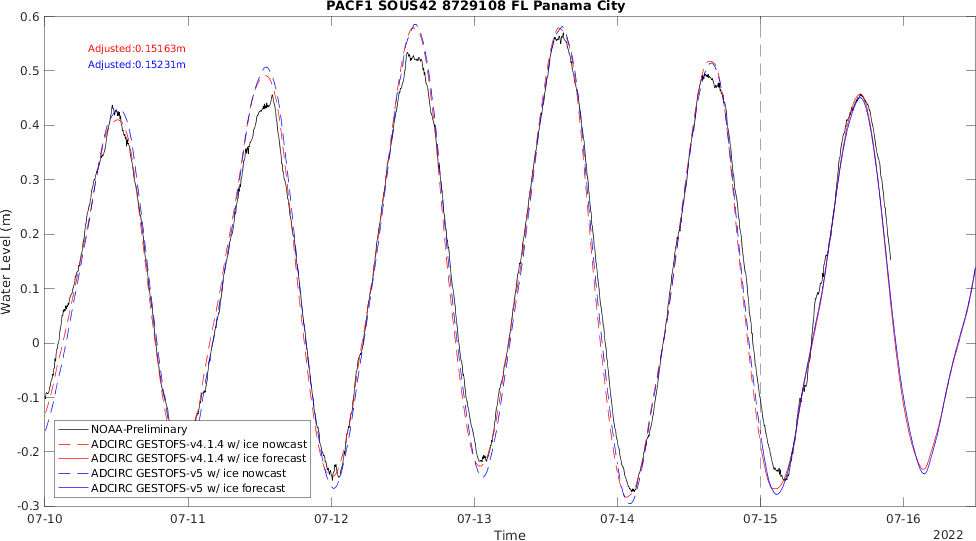 PACF1 SOUS42 8729108 FL Panama City
Adjusted:0.15163m
Adjusted:0.15231m
Water Level (m)
0.6
0.5
0.4
0.3
0.2
0.1
0
-0.1
-0.2
-0.3
NOAA-Preliminary
ADCIRC GESTOFS-v4.1.4 w/ ice nowcast
ADCIRC GESTOFS-v4.1.4 w/ ice forecast
ADCIRC GESTOFS-v5 w/ ice nowcast
ADCIRC GESTOFS-v5 w/ ice forecast
07-10 07-11 07-12 07-13 07-14 07-15 07-16
Time
2022